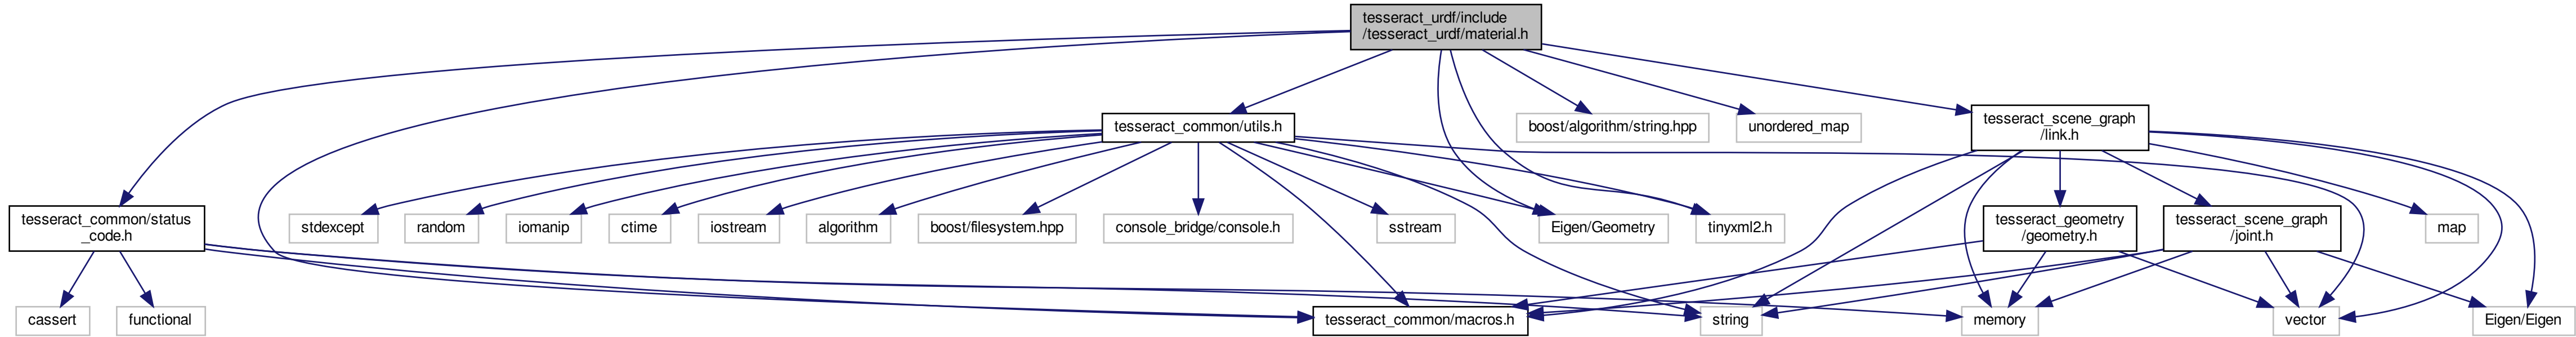 tesseract_urdf/include
/tesseract_urdf/material.h
tesseract_common/utils.h
boost/algorithm/string.hpp
unordered_map
tesseract_scene_graph
/link.h
tesseract_common/status
_code.h
stdexcept
random
iomanip
ctime
iostream
algorithm
boost/filesystem.hpp
console_bridge/console.h
sstream
Eigen/Geometry
tinyxml2.h
tesseract_geometry
/geometry.h
tesseract_scene_graph
/joint.h
map
cassert
functional
tesseract_common/macros.h
string
memory
vector
Eigen/Eigen